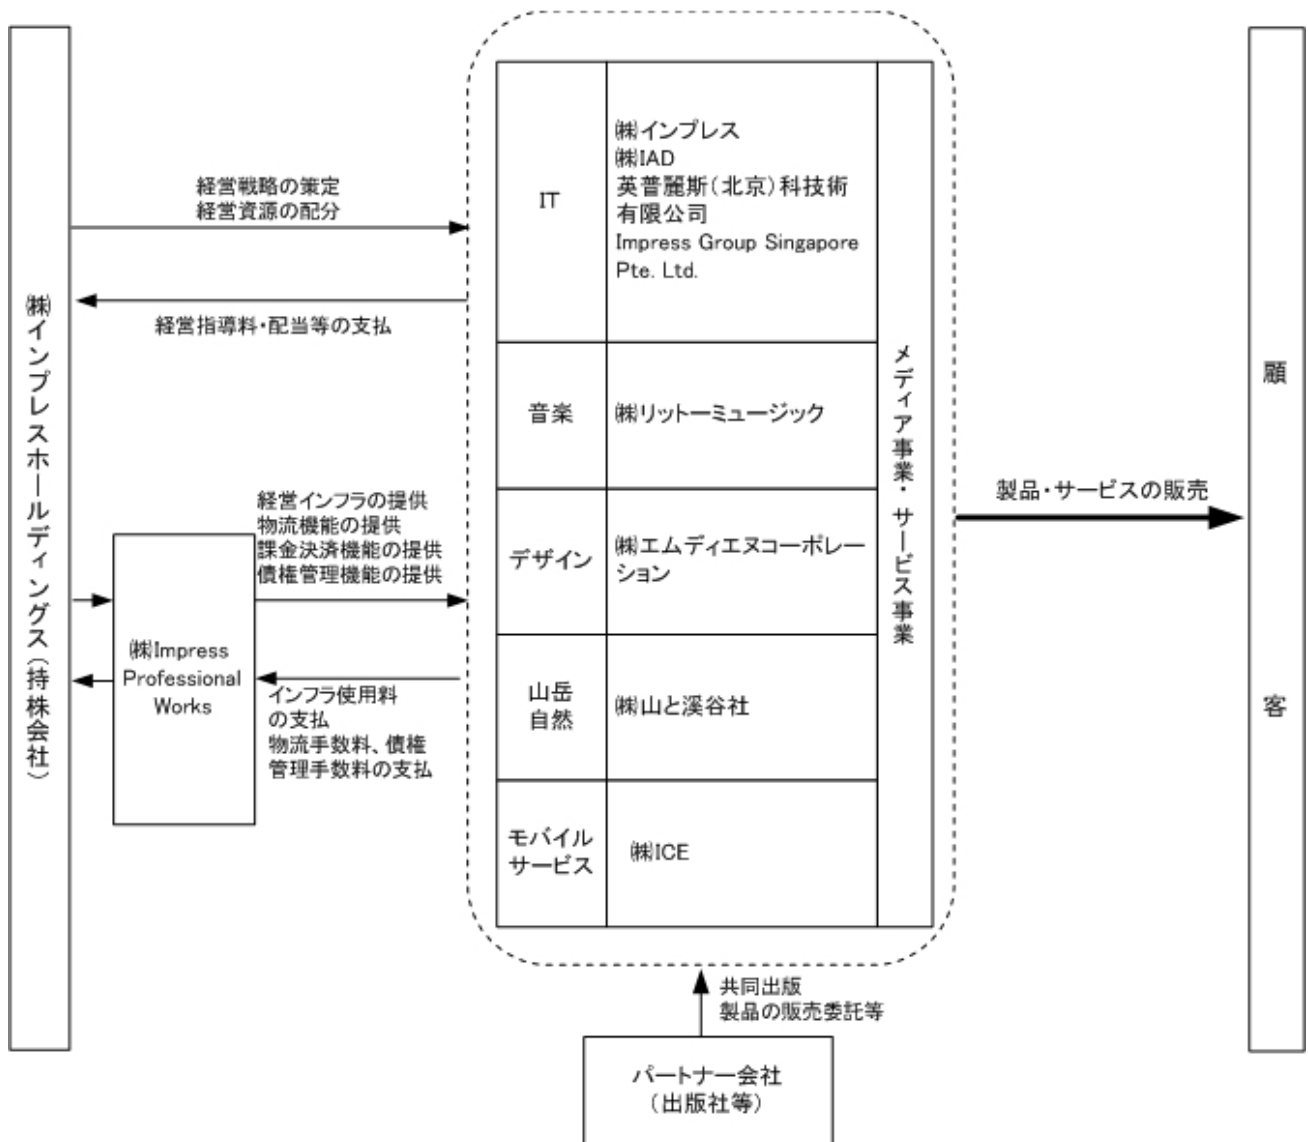 ㈱インプレスホールディングス(持株会社)
経営戦略の策定
経営資源の配分
経営指導料・配当等の支払
経営インフラの提供
物流機能の提供
課金決済機能の提供
債権管理機能の提供
㈱Impress
Professional
Works
インフラ使用料
の支払
物流手数料、債権
管理手数料の支払
IT
㈱インプレス
㈱IAD
英普麗斯(北京)科技術
有限公司
Impress Group Singapore
Pte. Ltd.
音楽
㈱リットーミュージック
デザイン
㈱エムディエヌコーポレー
ション
山岳
自然
㈱山と溪谷社
モバイル
サービス
㈱ICE
メディア事業・サービス事業
製品・サービスの販売
顧客
共同出版
製品の販売委託等
パートナー会社
(出版社等)